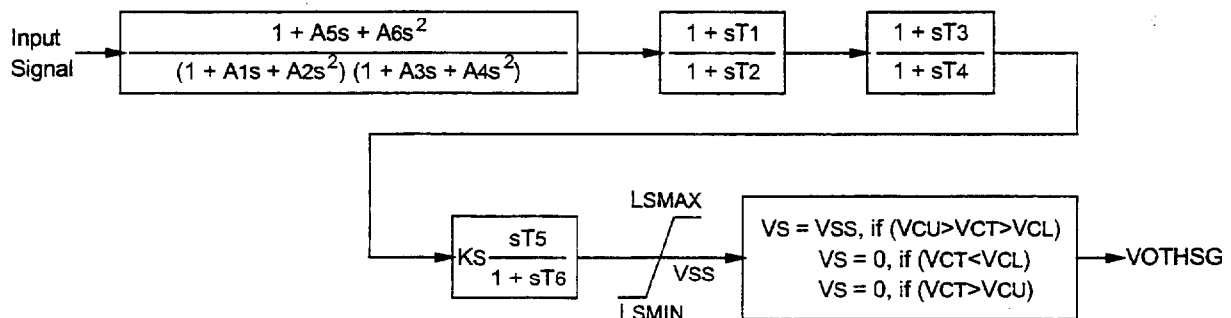 Input
Signal
1 + A5s + A6s²
(1 + A1s + A2s²) (1 + A3s + A4s²)
1 + sT1
1 + sT2
1 + sT3
1 + sT4
KS
sT5
1 + sT6
LSMAX
VSS
LSMIN
VS = VSS, if (VCU>VCT>VCL)
VS = 0, if (VCT<VCL)
VS = 0, if (VCT>VCU)
VOTHSG